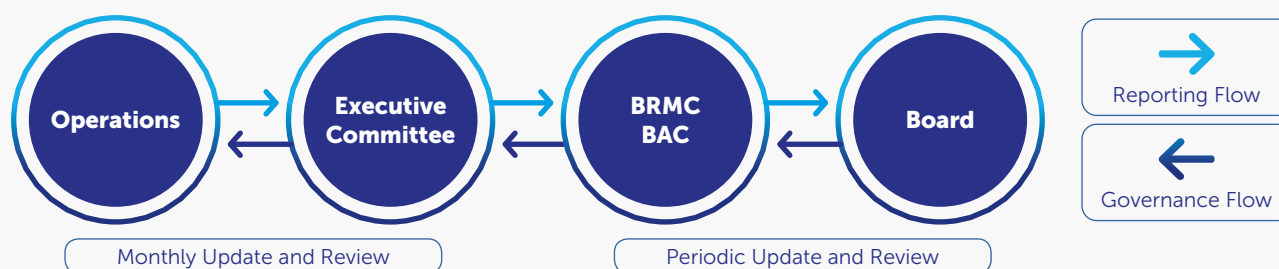 Operations
Executive
Committee
BRMC
BAC
Board
Reporting Flow
Governance Flow
Monthly Update and Review
Periodic Update and Review